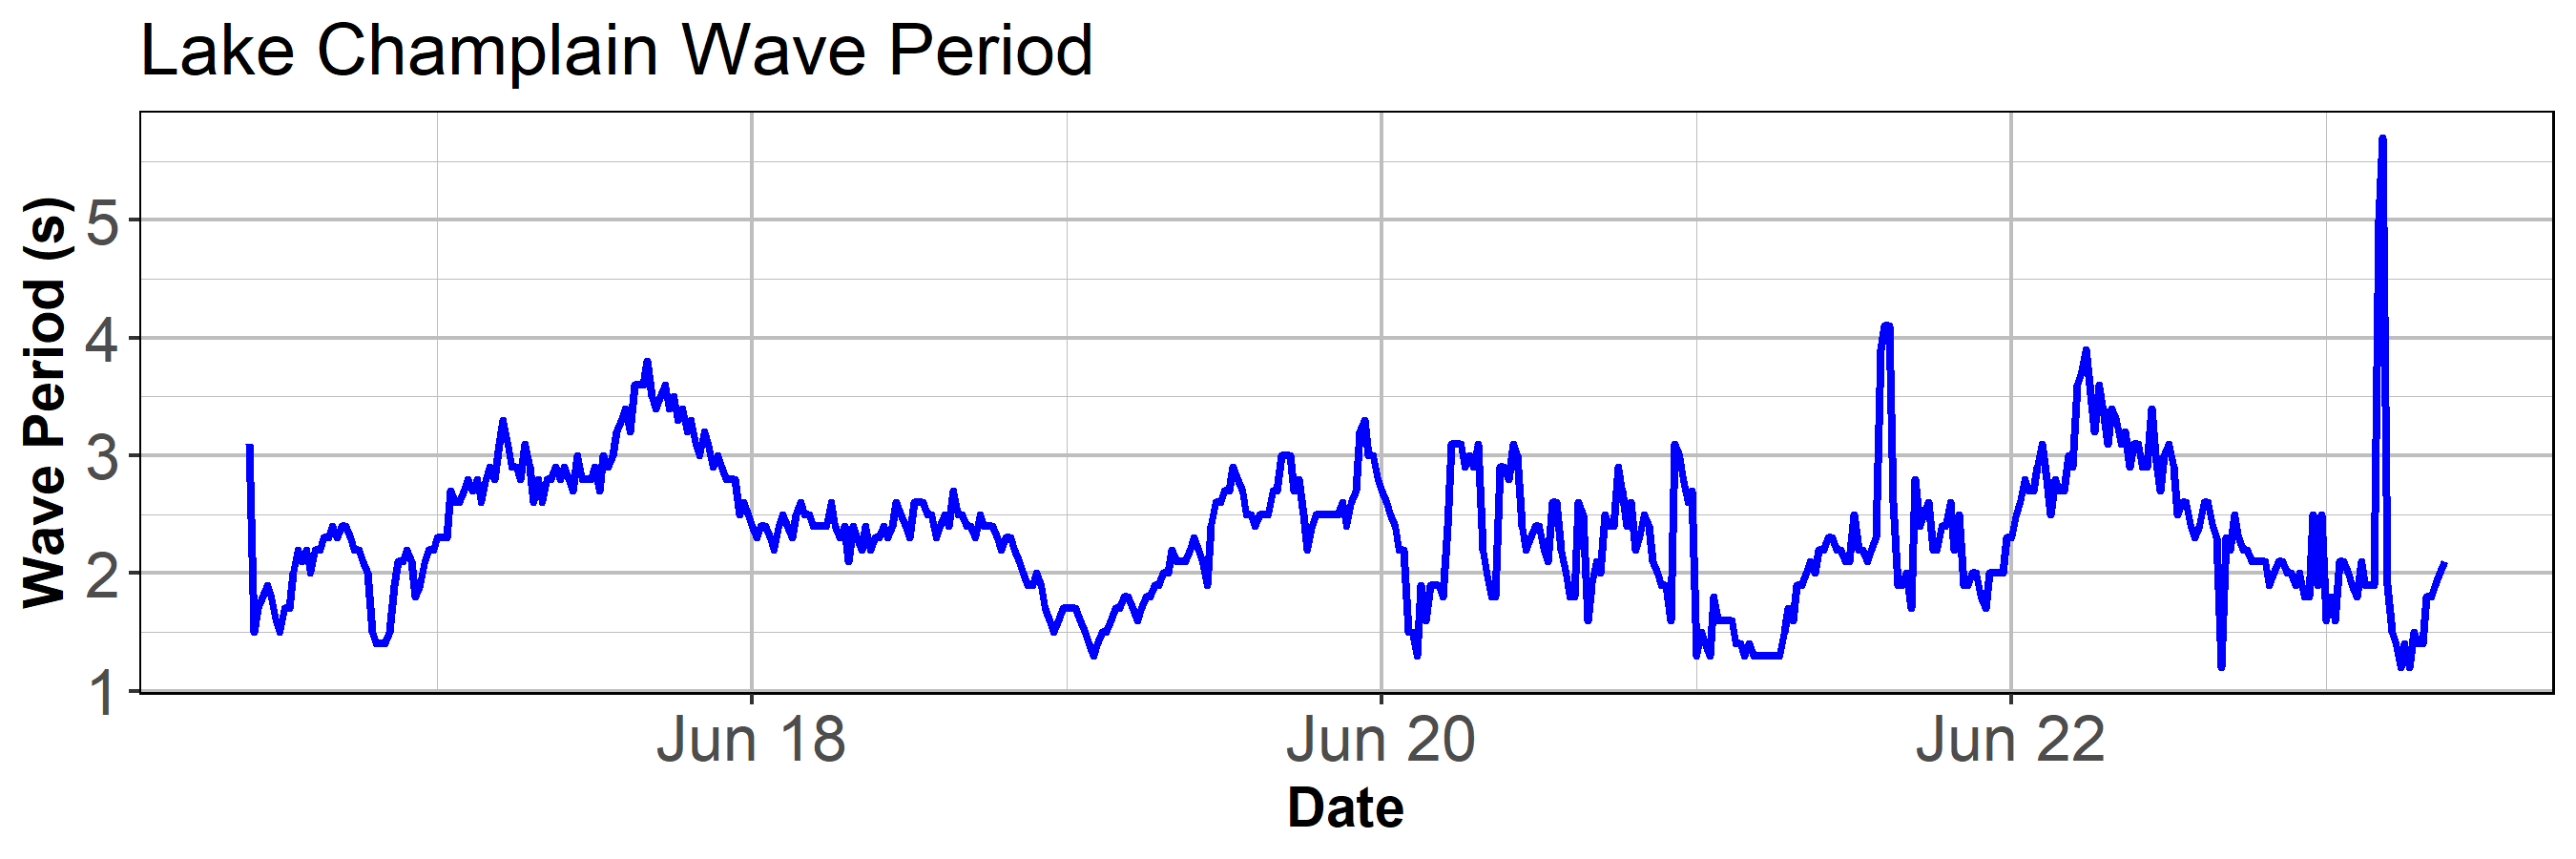 Lake Champlain Wave Period
Wave Period (s)
5
4
3
2
1
Jun 18
Jun 20
Jun 22
Date